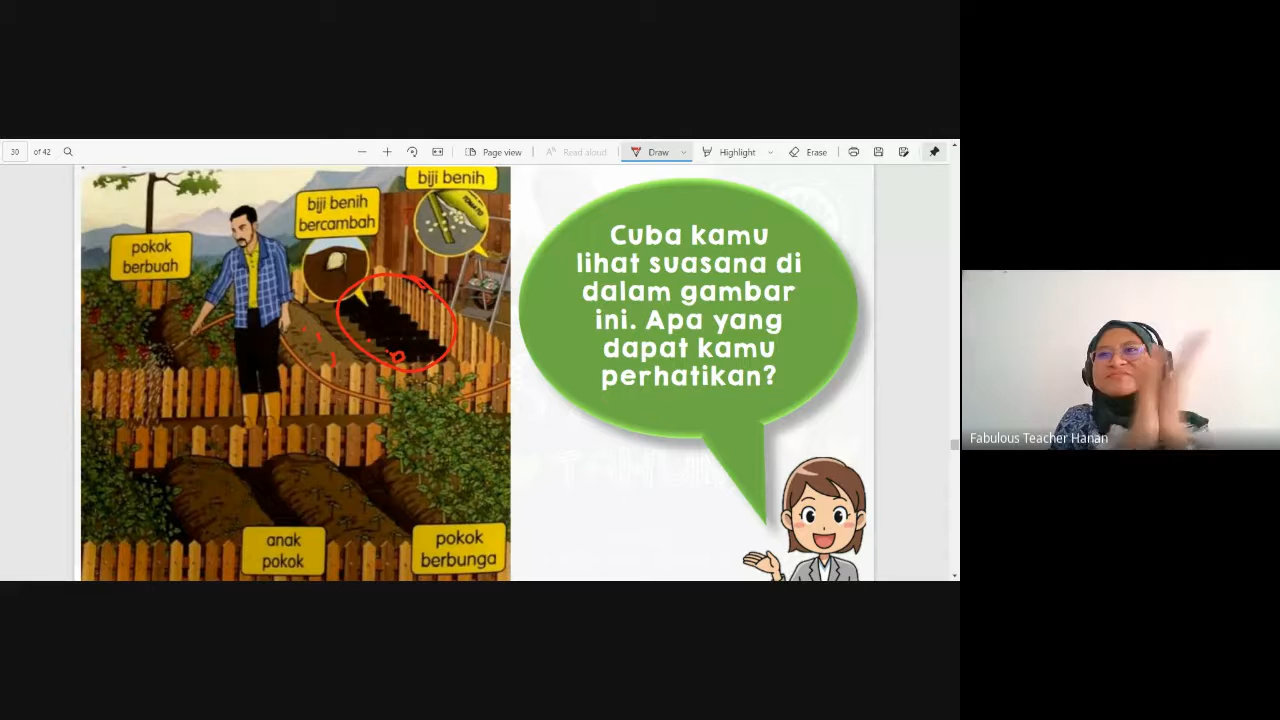 30
of 42
Page view
Read aloud
Draw
Highlight
Erase
biji benih
biji benih
bercambah
TOMATO
pokok
berbuah
anak
pokok
pokok
berbunga
Cuba kamu
lihat suasana di
dalam gambar
ini. Apa yang
dapat kamu
perhatikan?
Fabulous Teacher Hanan